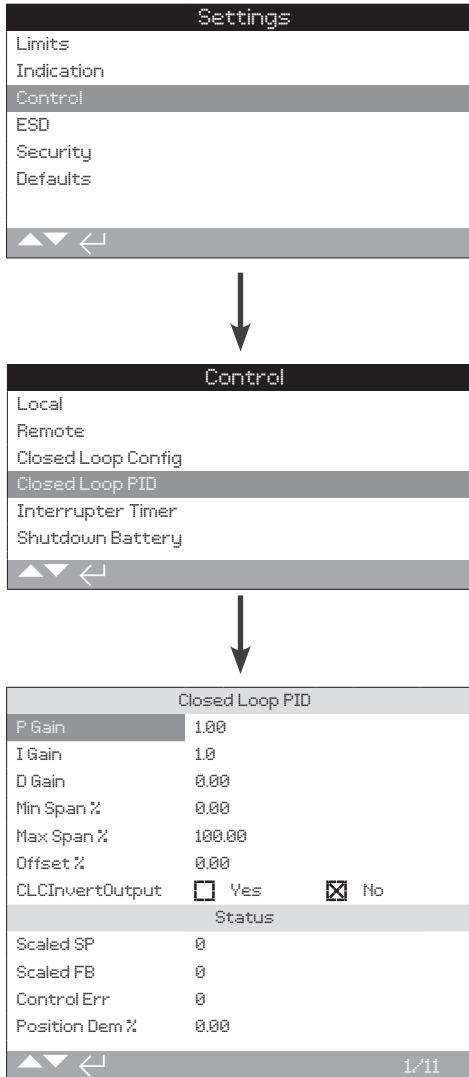 Settings
Limits
Indication
Control
ESD
Security
Defaults
Control
Local
Remote
Closed Loop Config
Closed Loop PID
Interrupter Timer
Shutdown Battery
Closed Loop PID
P Gain 1.00
I Gain 1.0
D Gain 0.00
Min Span % 0.00
Max Span % 100.00
Offset % 0.00
CLCInvertOutput Yes No
Status
Scaled SP 0
Scaled FB 0
Control Err 0
Position Dem % 0.00
1/11